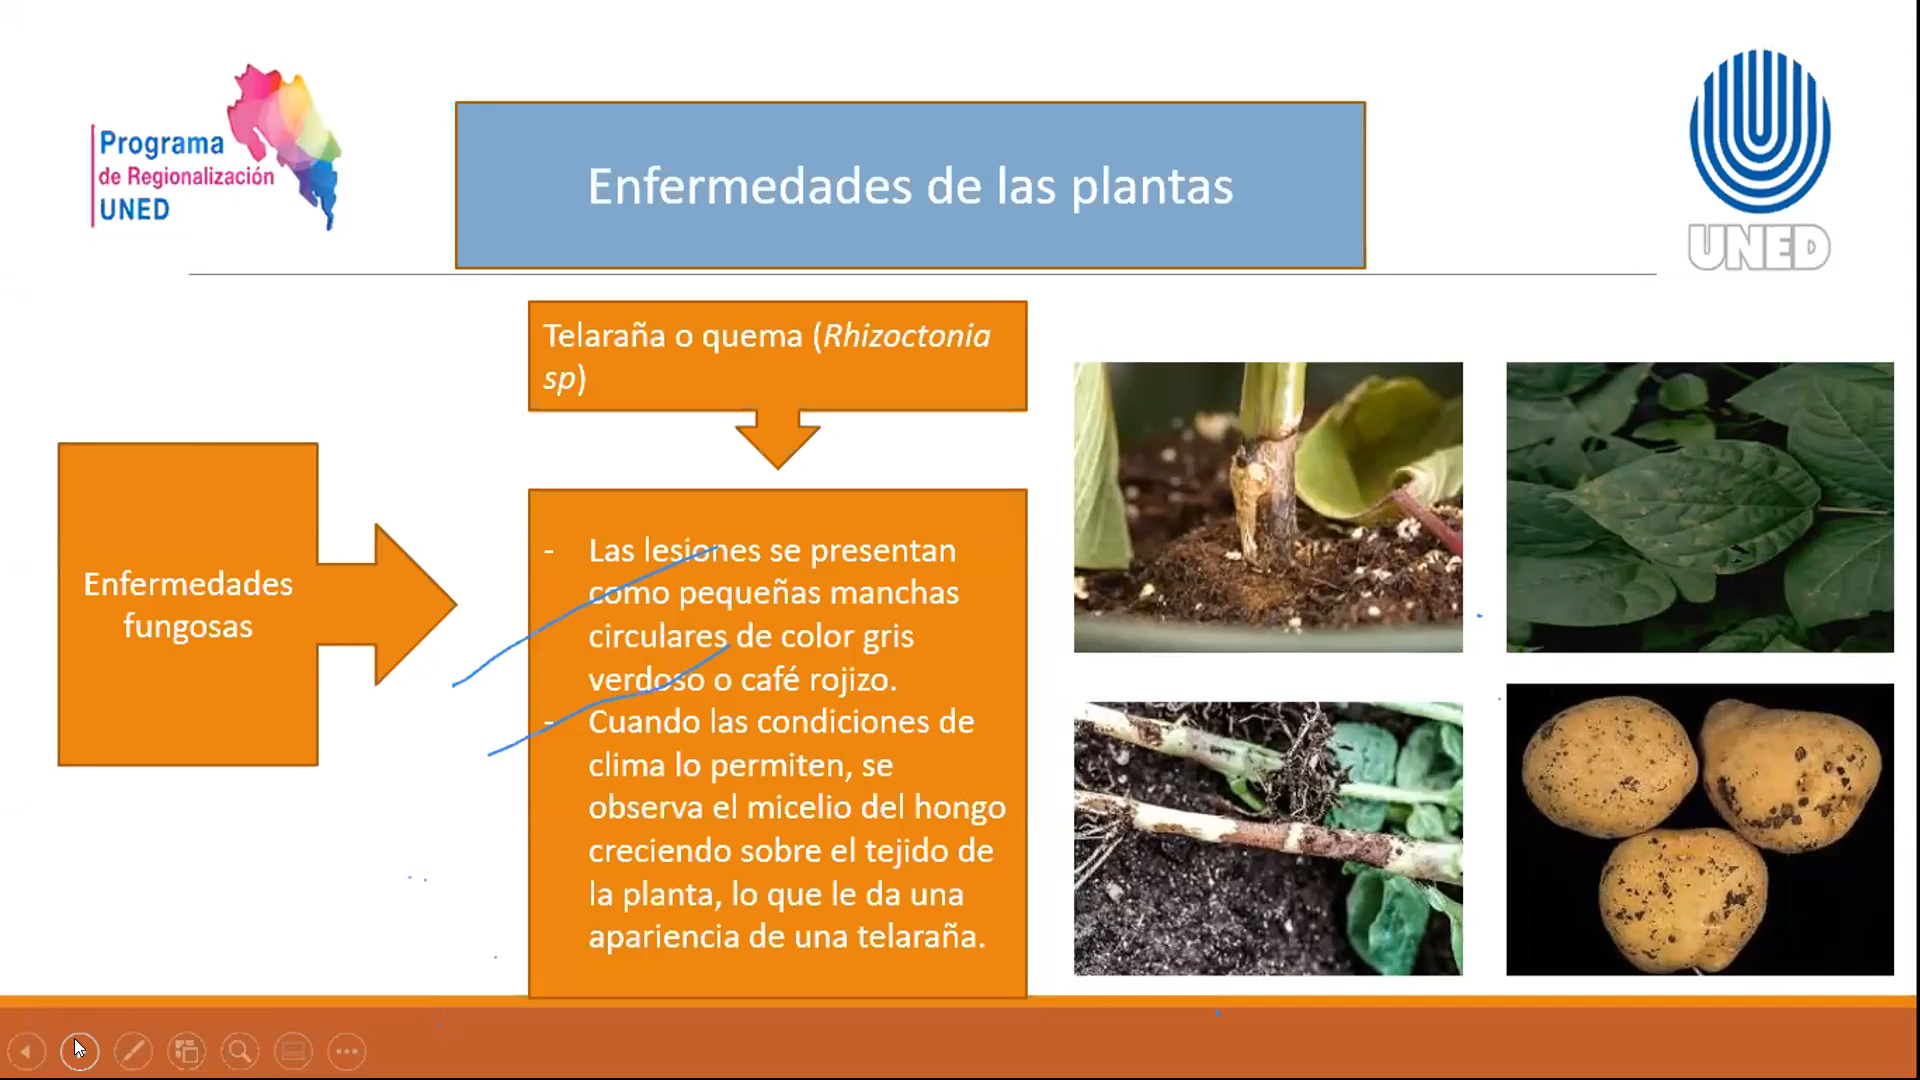 Programa
de Regionalización
UNED
Enfermedades de las plantas
UNED
Telaraña o quema (Rhizoctonia
sp)
Enfermedades
fungosas
- Las lesiones se presentan
como pequeñas manchas
circulares de color gris
verdoso o café rojizo.
- Cuando las condiciones de
clima lo permiten, se
observa el micelio del hongo
creciendo sobre el tejido de
la planta, lo que le da una
apariencia de una telaraña.